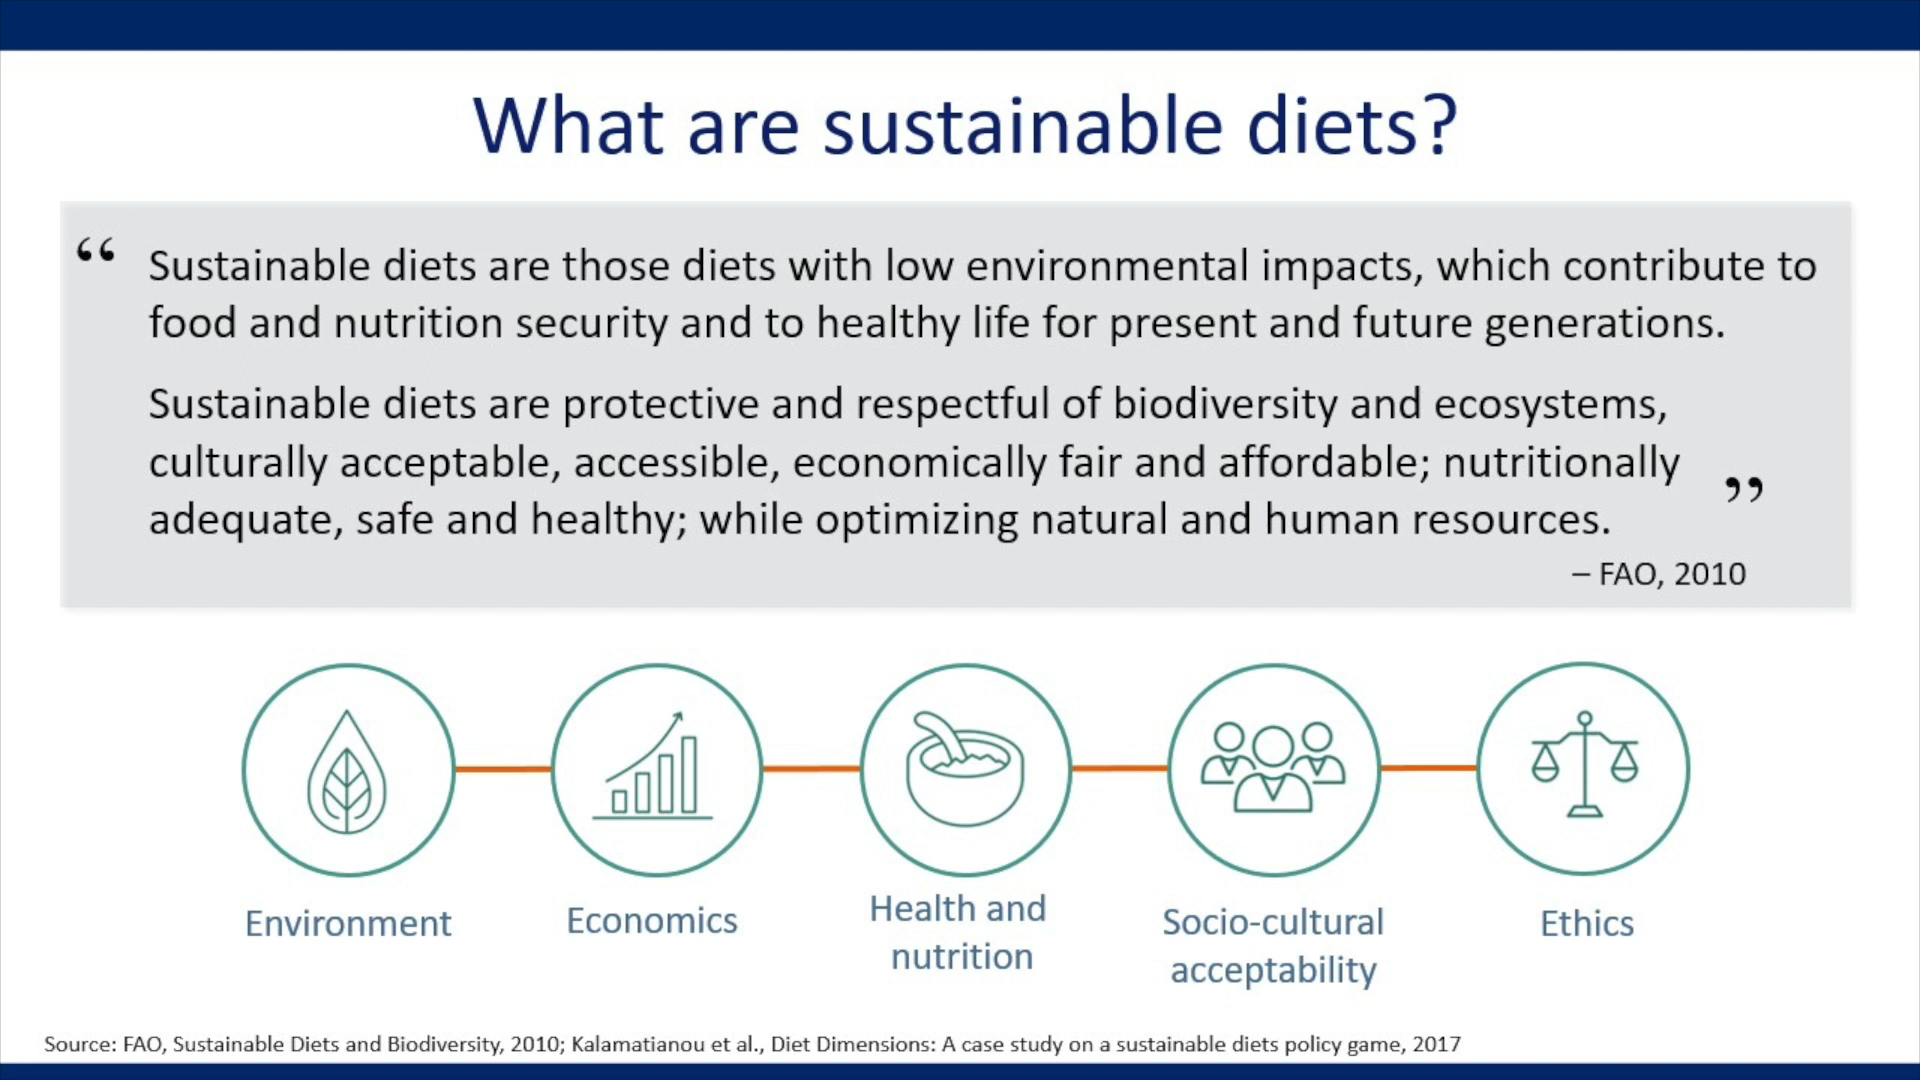 What are sustainable diets?
“ Sustainable diets are those diets with low environmental impacts, which contribute to
food and nutrition security and to healthy life for present and future generations.
Sustainable diets are protective and respectful of biodiversity and ecosystems,
culturally acceptable, accessible, economically fair and affordable; nutritionally
adequate, safe and healthy; while optimizing natural and human resources. ”
– FAO, 2010
Environment
Economics
Health and
nutrition
Socio-cultural
acceptability
Ethics
Source: FAO, Sustainable Diets and Biodiversity, 2010; Kalamatianou et al., Diet Dimensions: A case study on a sustainable diets policy game, 2017